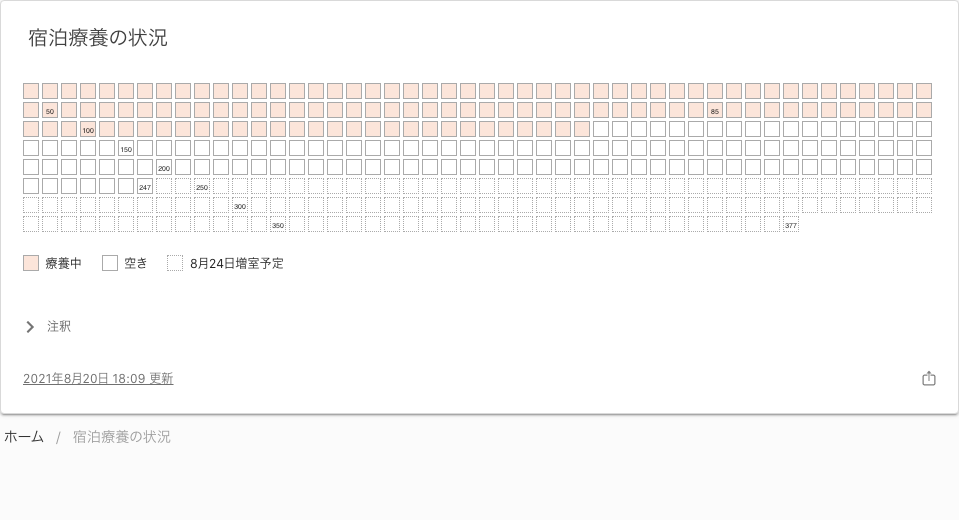 宿泊療養の状況
50 85
100
150
200
247 250
300
350 377
療養中 空き 8月24日増室予定
注釈
2021年8月20日 18:09 更新
ホーム / 宿泊療養の状況